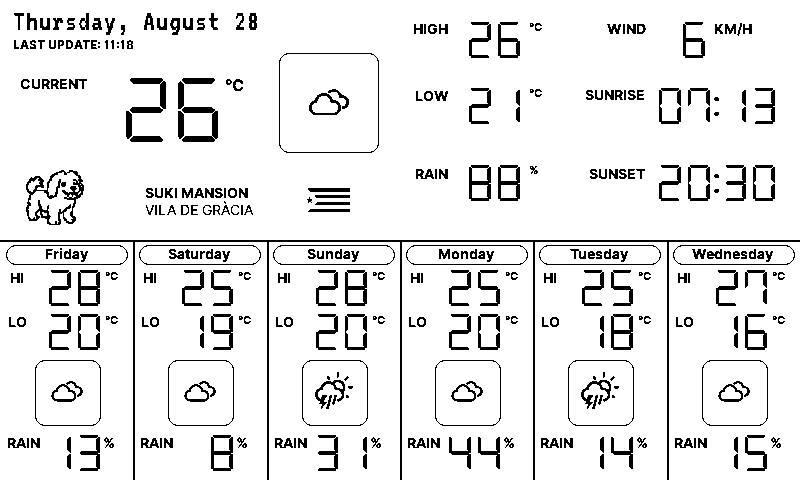 Thursday, August 28
LAST UPDATE: 11:18
CURRENT 26 °C
HIGH 26 °C
WIND 6 KM/H
LOW 21 °C
SUNRISE 07:13
RAIN 88 %
SUNSET 20:30
SUKI MANSION
VILA DE GRÀCIA
Friday
HI 28 °C
LO 20 °C
RAIN 13 %
Saturday
HI 25 °C
LO 19 °C
RAIN 8 %
Sunday
HI 28 °C
LO 20 °C
RAIN 31 %
Monday
HI 25 °C
LO 20 °C
RAIN 44 %
Tuesday
HI 25 °C
LO 18 °C
RAIN 14 %
Wednesday
HI 27 °C
LO 16 °C
RAIN 15 %